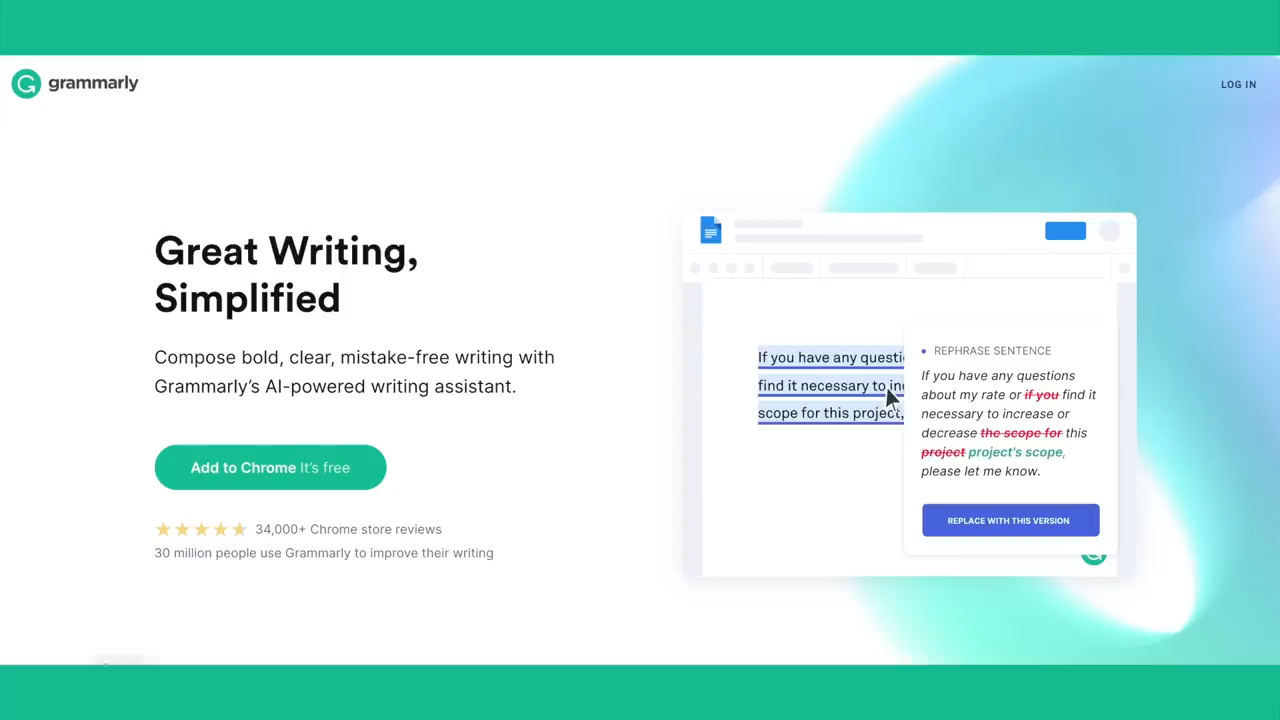 grammarly
LOG IN
Great Writing,
Simplified
Compose bold, clear, mistake-free writing with
Grammarly's AI-powered writing assistant.
Add to Chrome It's free
34,000+ Chrome store reviews
30 million people use Grammarly to improve their writing
If you have any
find it necessary to
scope for this project,
REPHRASE SENTENCE
If you have any questions
about my rate or if you find it
necessary to increase or
decrease the scope for this
project project's scope,
please let me know.
REPLACE WITH THIS VERSION